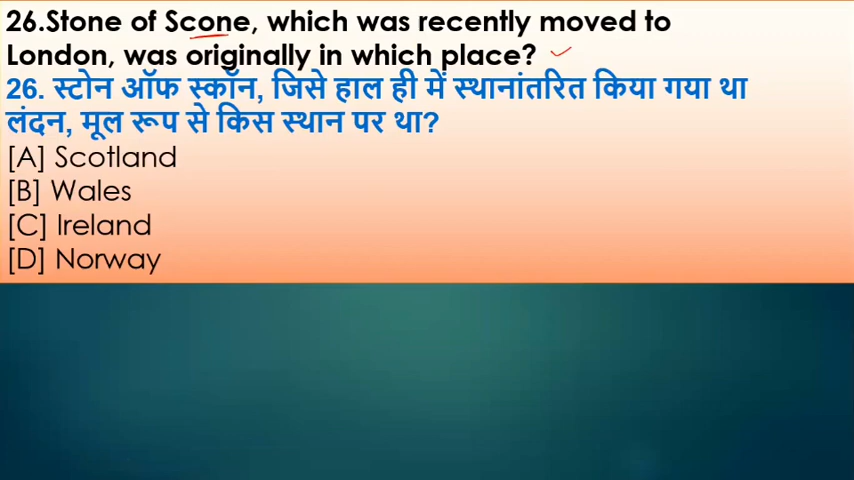 26.Stone of Scone, which was recently moved to
London, was originally in which place?
26. स्टोन ऑफ स्कॉन, जिसे हाल ही में स्थानांतरित किया गया था
लंदन, मूल रूप से किस स्थान पर था?
[A] Scotland
[B] Wales
[C] Ireland
[D] Norway